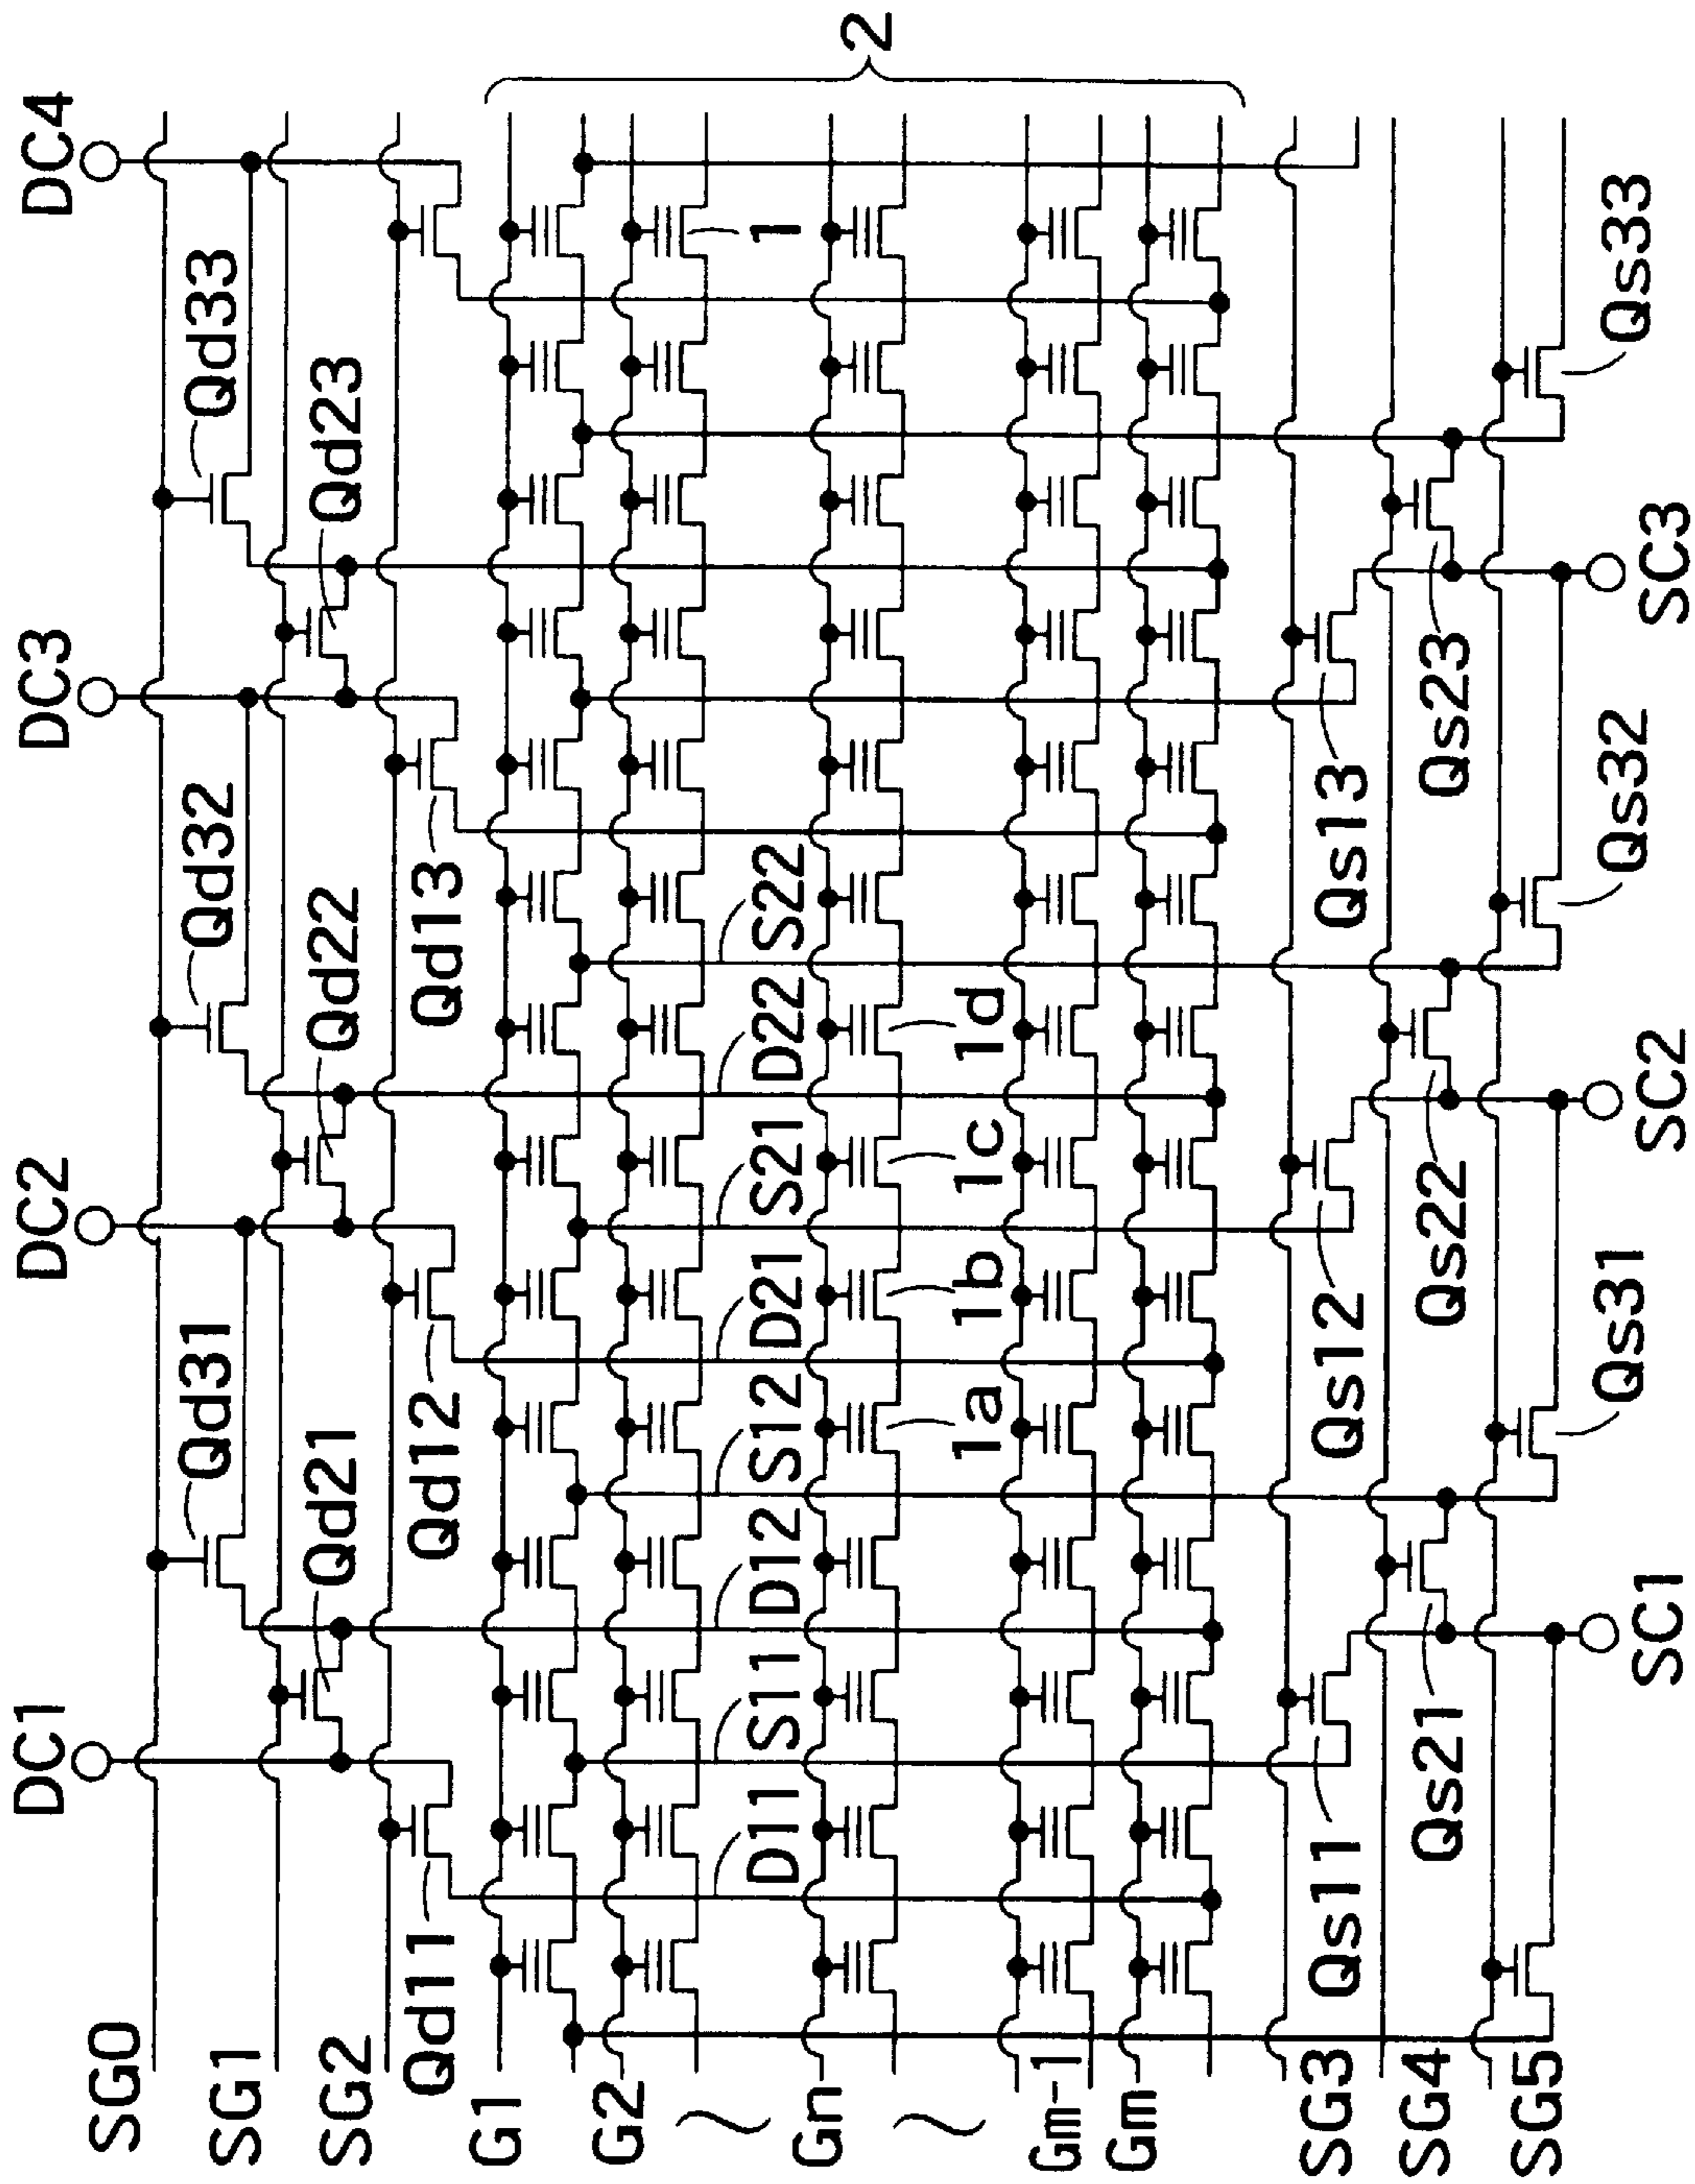 DC1
DC2
DC3
DC4
SG0
Qd31
Qd32
Qd33
SG1
Qd21
Qd22
Qd23
SG2
Qd11
Qd12
Qd13
G1
G2
1
2
D11
S11
D12
S12
D21
S21
D22
S22
~
Gn
1a
1b
1c
1d
~
Gm-1
Gm
SG3
Qs11
Qs12
Qs13
SG4
Qs21
Qs22
Qs23
SG5
Qs31
Qs32
Qs33
SC1
SC2
SC3